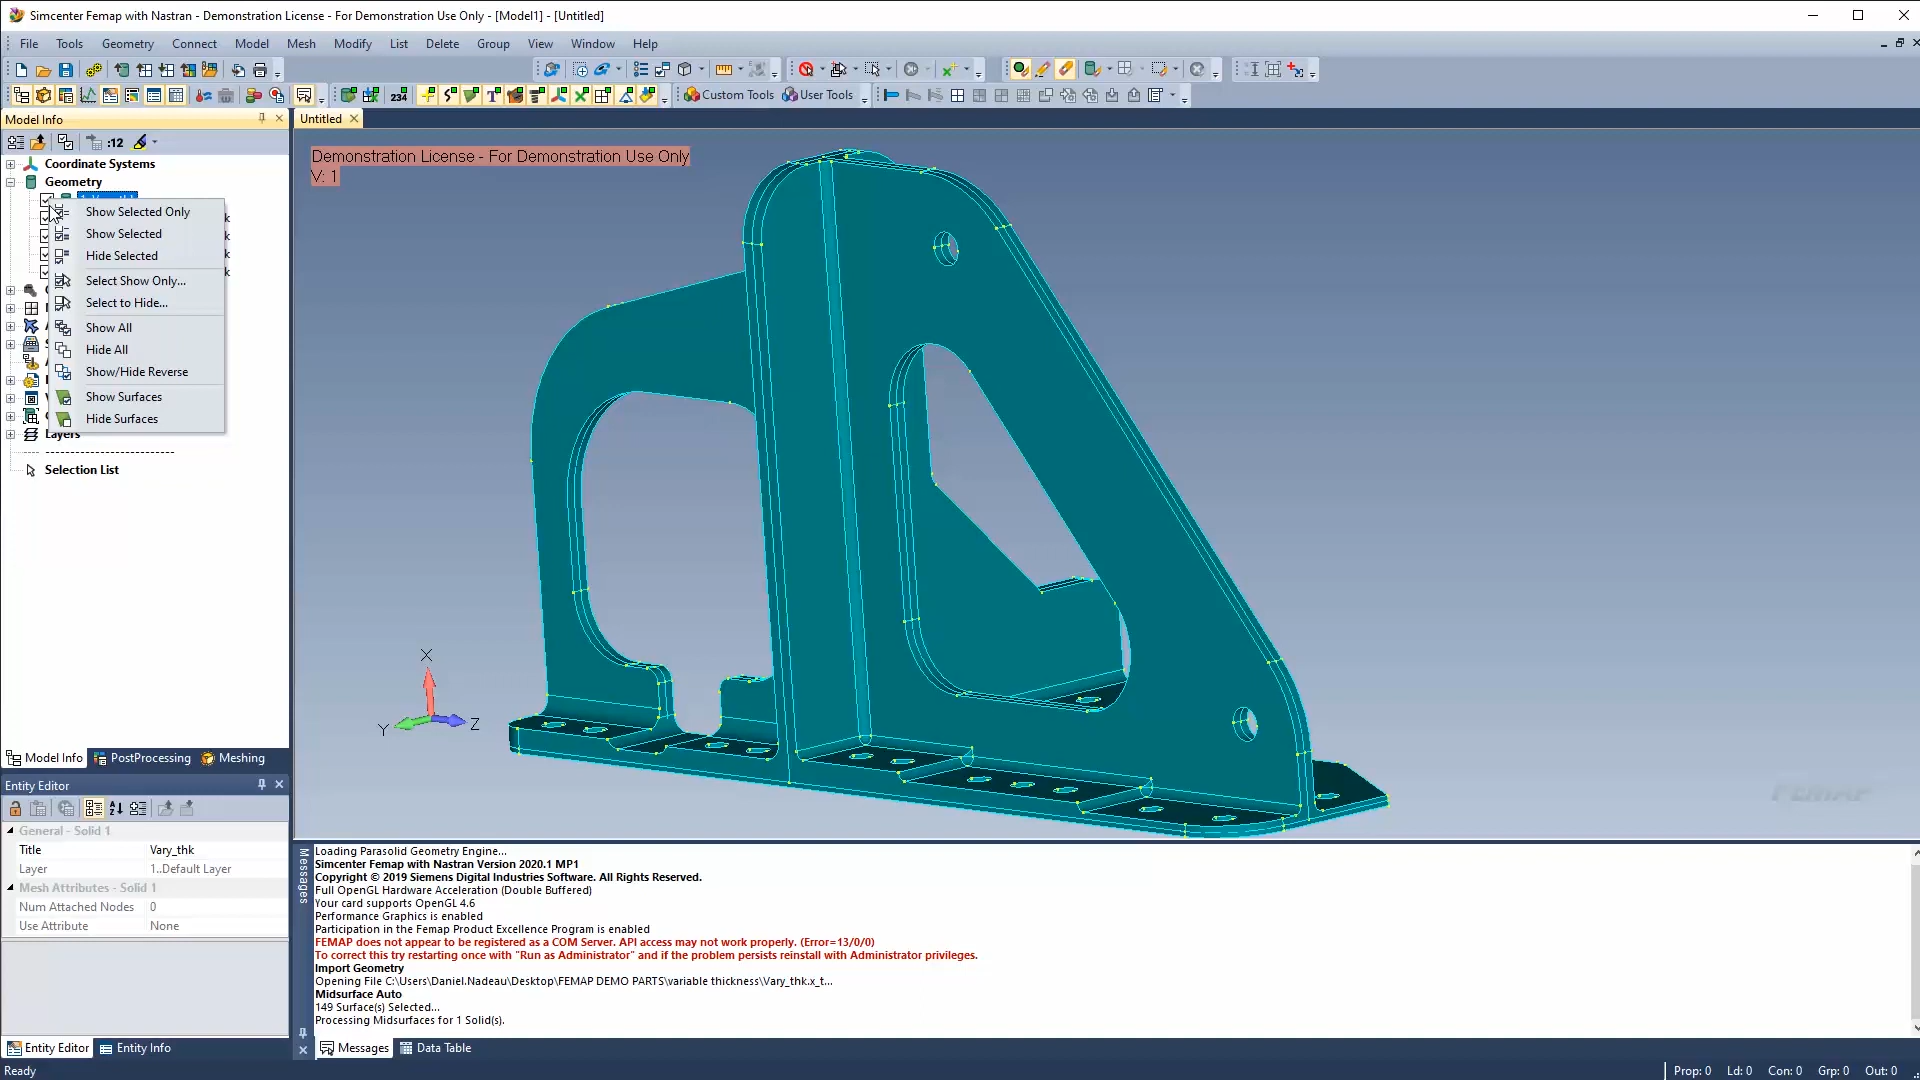 Simcenter Femap with Nastran - Demonstration License - For Demonstration Use Only - [Model1] - [Untitled]
File Tools Geometry Connect Model Mesh Modify List Delete Group View Window Help
234 Custom Tools User Tools
Model Info
Untitled
:12
Demonstration License - For Demonstration Use Only
V: 1
Coordinate Systems
Geometry
Show Selected Only
Show Selected
Hide Selected
Select Show Only...
Select to Hide...
Show All
Hide All
Show/Hide Reverse
Show Surfaces
Hide Surfaces
k
k
k
k
Layers
Selection List
X
Y
Z
FEMAP
Model Info PostProcessing Meshing
Entity Editor
General - Solid 1
Title Vary_thk
Layer 1..Default Layer
Mesh Attributes - Solid 1
Num Attached Nodes 0
Use Attribute None
Entity Editor Entity Info
Messages
Loading Parasolid Geometry Engine...
Simcenter Femap with Nastran Version 2020.1 MP1
Copyright © 2019 Siemens Digital Industries Software. All Rights Reserved.
Full OpenGL Hardware Acceleration (Double Buffered)
Your card supports OpenGL 4.6
Performance Graphics is enabled
Participation in the Femap Product Excellence Program is enabled
FEMAP does not appear to be registered as a COM Server. API access may not work properly. (Error=13/0/0)
To correct this try restarting once with "Run as Administrator" and if the problem persists reinstall with Administrator privileges.
Import Geometry
Opening File C:\Users\Daniel.Nadeau\Desktop\FEMAP DEMO PARTS\variable thickness\Vary_thk.x_t...
Midsurface Auto
149 Surface(s) Selected...
Processing Midsurfaces for 1 Solid(s).
Messages Data Table
Ready
Prop: 0 Ld: 0 Con: 0 Grp: 0 Out: 0